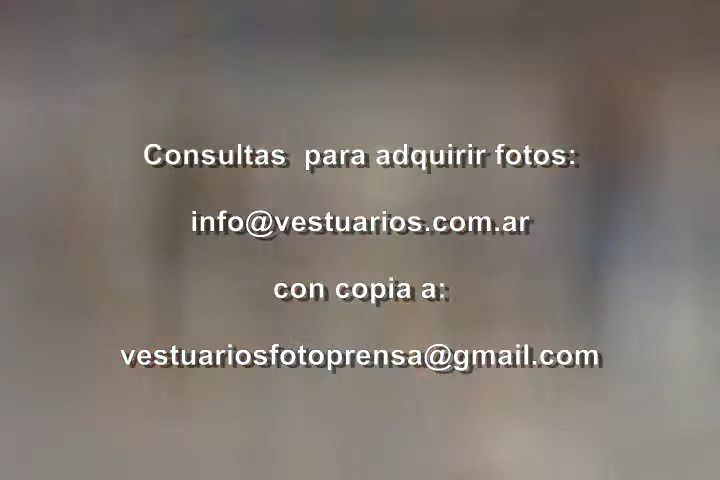 Consultas  para adquirir fotos:
info@vestuarios.com.ar
con copia a:
vestuariosfotoprensa@gmail.com